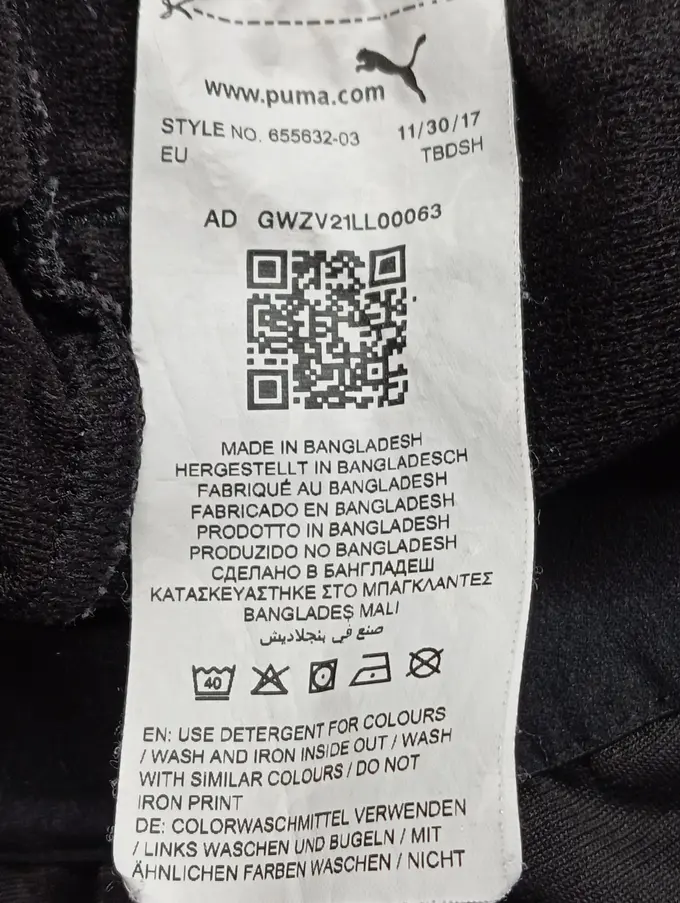 www.puma.com
STYLE NO. 655632-03 11/30/17
EU TBDSH
AD GWZV21LL00063
MADE IN BANGLADESH
HERGESTELLT IN BANGLADESCH
FABRIQUÉ AU BANGLADESH
FABRICADO EN BANGLADESH
PRODOTTO IN BANGLADESH
PRODUZIDO NO BANGLADESH
СДЕЛАНО В БАНГЛАДЕШ
ΚΑΤΑΣΚΕΥΑΣΤΗΚΕ ΣΤΟ ΜΠΑΓΚΛΑΝΤΕΣ
BANGLADEŞ MALI
صنع في بنجلاديش
40
EN: USE DETERGENT FOR COLOURS
/ WASH AND IRON INSIDE OUT / WASH
WITH SIMILAR COLOURS / DO NOT
IRON PRINT
DE: COLORWASCHMITTEL VERWENDEN
/ LINKS WASCHEN UND BUGELN / MIT
ÄHNLICHEN FARBEN WASCHEN / NICHT